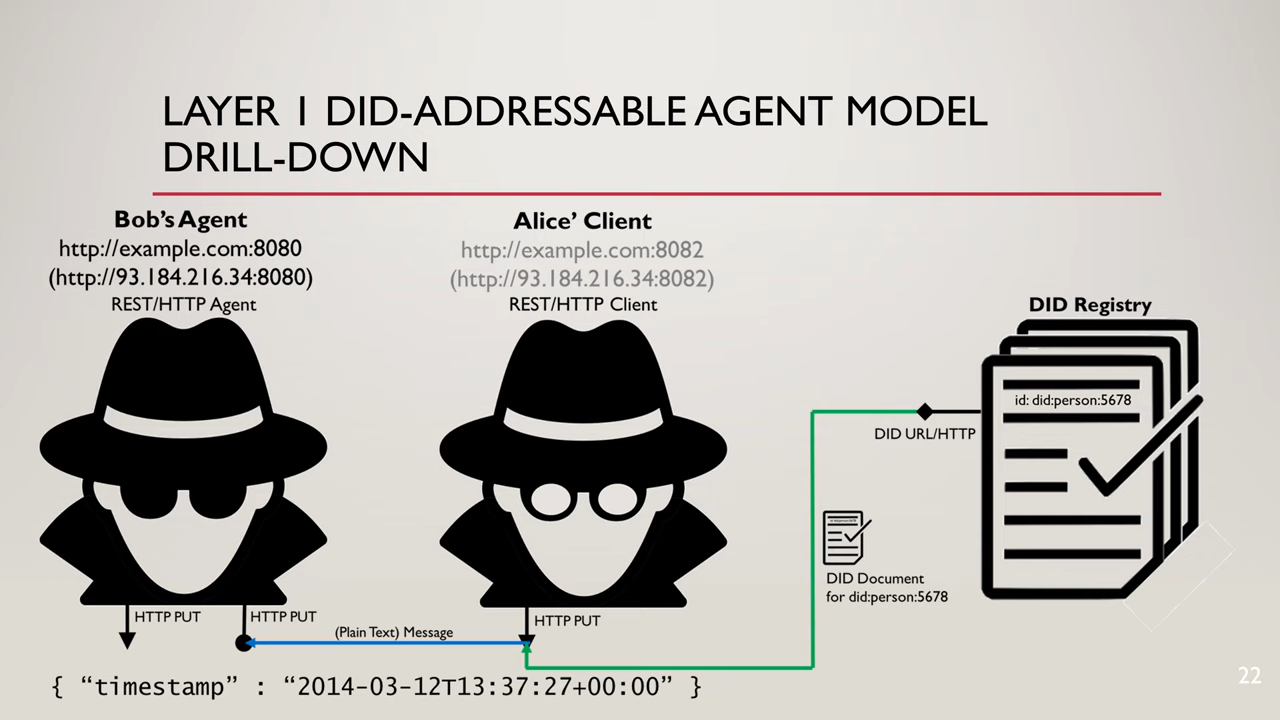 LAYER 1 DID-ADDRESSABLE AGENT MODEL
DRILL-DOWN
Bob's Agent
http://example.com:8080
(http://93.184.216.34:8080)
REST/HTTP Agent
Alice' Client
http://example.com:8082
(http://93.184.216.34:8082)
REST/HTTP Client
DID Registry
id: did:person:5678
DID URL/HTTP
DID Document
for did:person:5678
HTTP PUT
HTTP PUT
HTTP PUT
(Plain Text) Message
{ “timestamp” : “2014-03-12T13:37:27+00:00” }
22